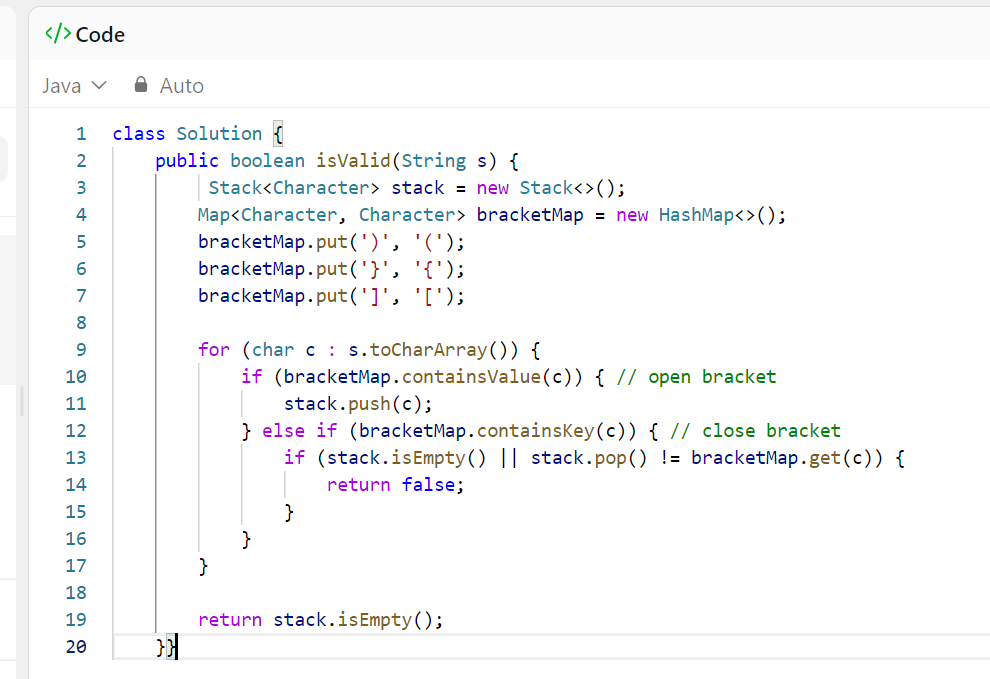 </> Code
Java Auto
1 class Solution {
2     public boolean isValid(String s) {
3          Stack<Character> stack = new Stack<>();
4         Map<Character, Character> bracketMap = new HashMap<>();
5         bracketMap.put(')', '(');
6         bracketMap.put('}', '{');
7         bracketMap.put(']', '[');
8
9         for (char c : s.toCharArray()) {
10             if (bracketMap.containsValue(c)) { // open bracket
11                 stack.push(c);
12             } else if (bracketMap.containsKey(c)) { // close bracket
13                 if (stack.isEmpty() || stack.pop() != bracketMap.get(c)) {
14                     return false;
15                 }
16             }
17         }
18
19         return stack.isEmpty();
20     }}